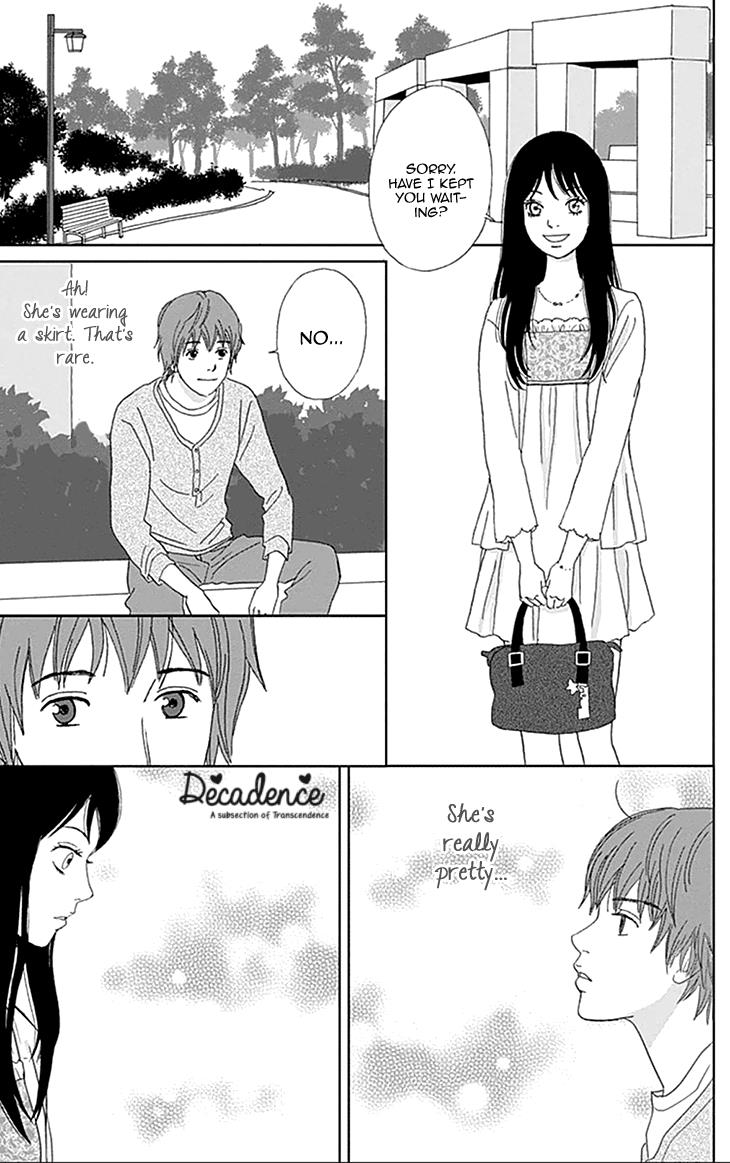 SORRY.
HAVE I KEPT
YOU WAIT-
ING?
Ah!
She's wearing
a skirt. That's
rare.
NO...
Decadence
A subsection of Transcendence
She's
really
pretty...